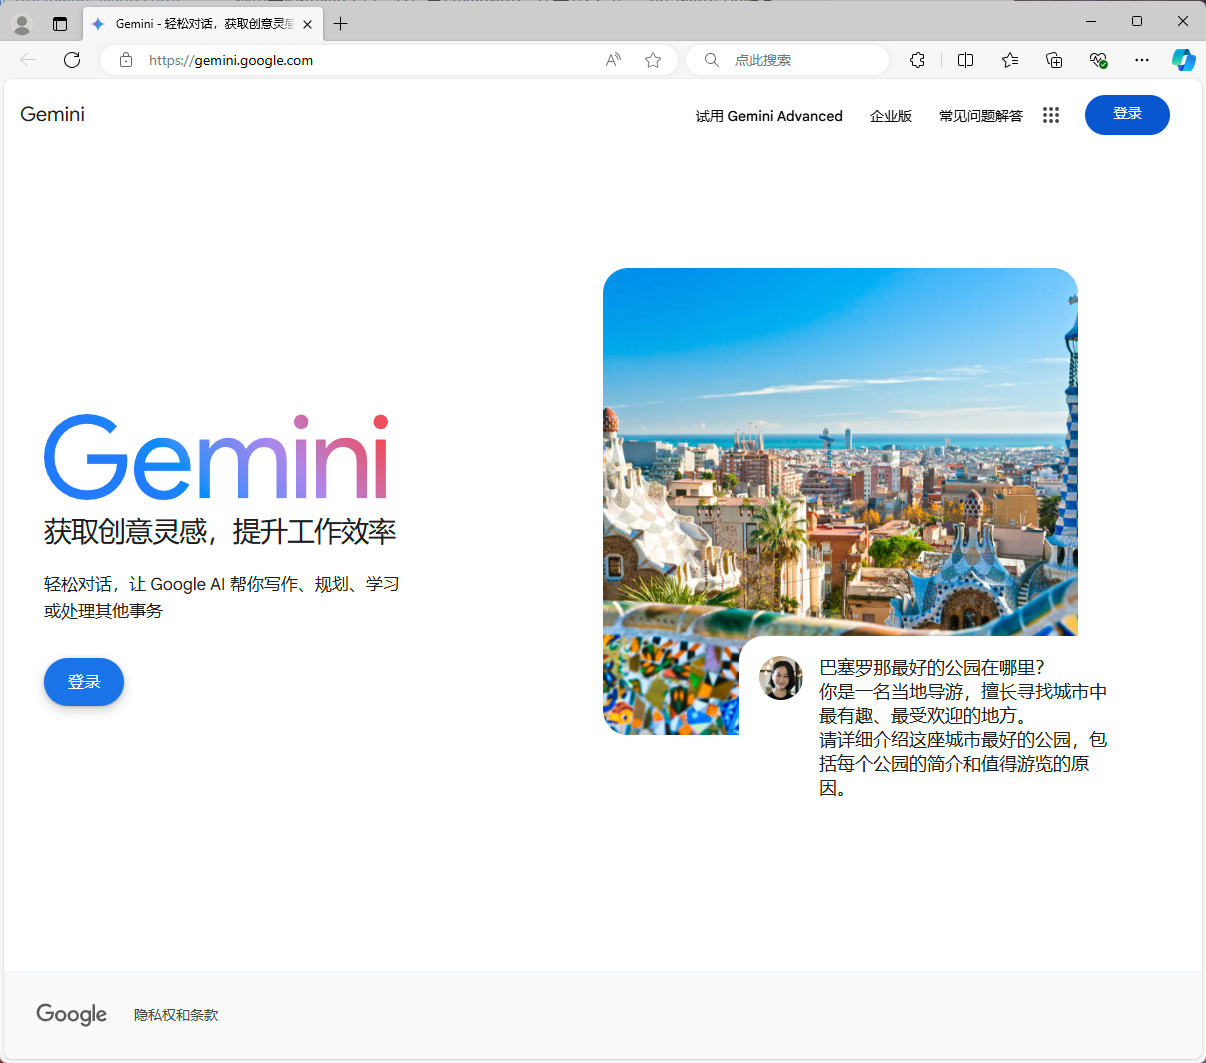 Gemini - 轻松对话，获取创意灵感
https://gemini.google.com
点此搜索
Gemini
试用 Gemini Advanced
企业版
常见问题解答
登录
Gemini
获取创意灵感，提升工作效率
轻松对话，让 Google AI 帮你写作、规划、学习
或处理其他事务
登录
巴塞罗那最好的公园在哪里？
你是一名当地导游，擅长寻找城市中
最有趣、最受欢迎的地方。
请详细介绍这座城市最好的公园，包
括每个公园的简介和值得游览的原
因。
Google
隐私权和条款